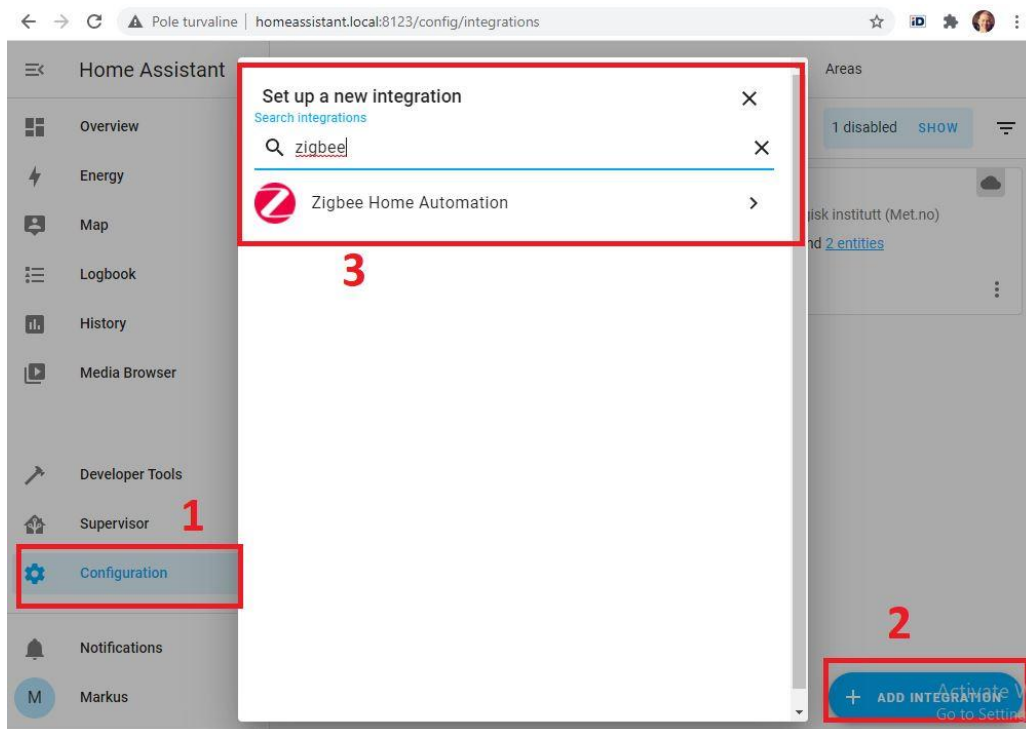 Pole turvaline homeassistant.local:8123/config/integrations
iD
Home Assistant
Overview
Energy
Map
Logbook
History
Media Browser
Developer Tools
Supervisor
1
Configuration
Notifications
M Markus
Set up a new integration
Search integrations
zigbee
Zigbee Home Automation
3
Areas
1 disabled SHOW
isk institutt (Met.no)
nd 2 entities
2
ADD INTEGRATION
Activate
Go to Settin